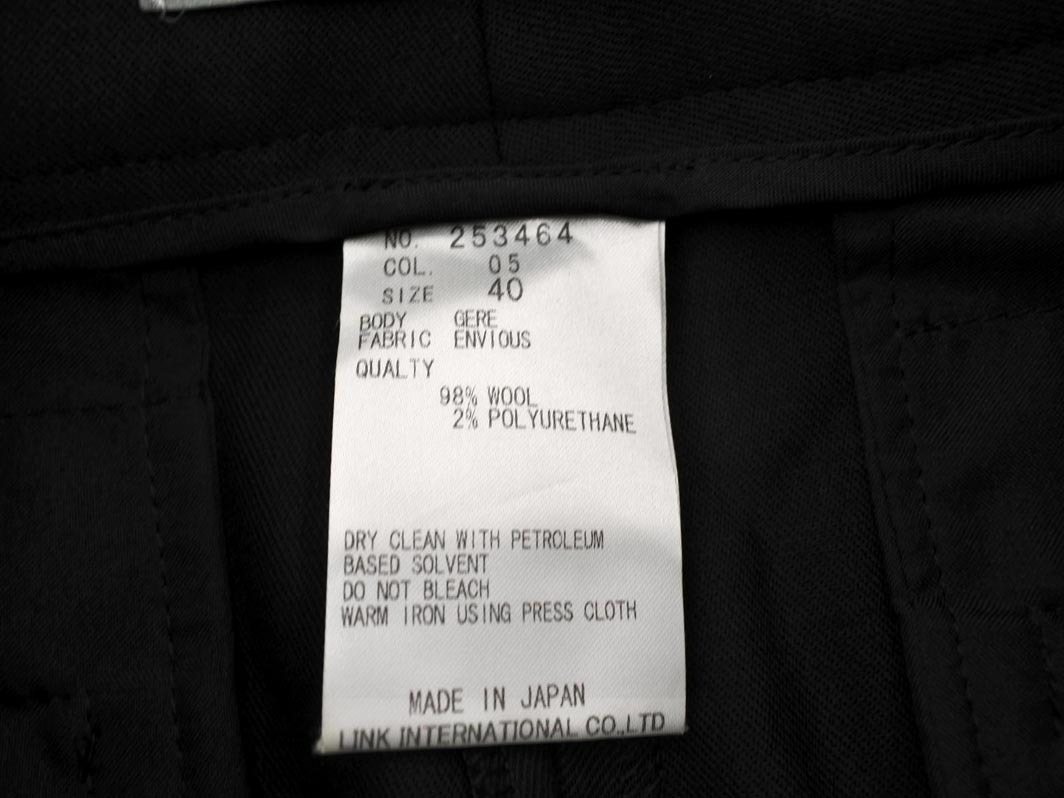 NO. 253464
COL. 05
SIZE 40
BODY GERE
FABRIC ENVIOUS
QUALTY
98% WOOL
2% POLYURETHANE
DRY CLEAN WITH PETROLEUM
BASED SOLVENT
DO NOT BLEACH
WARM IRON USING PRESS CLOTH
MADE IN JAPAN
LINK INTERNATIONAL CO.,LTD